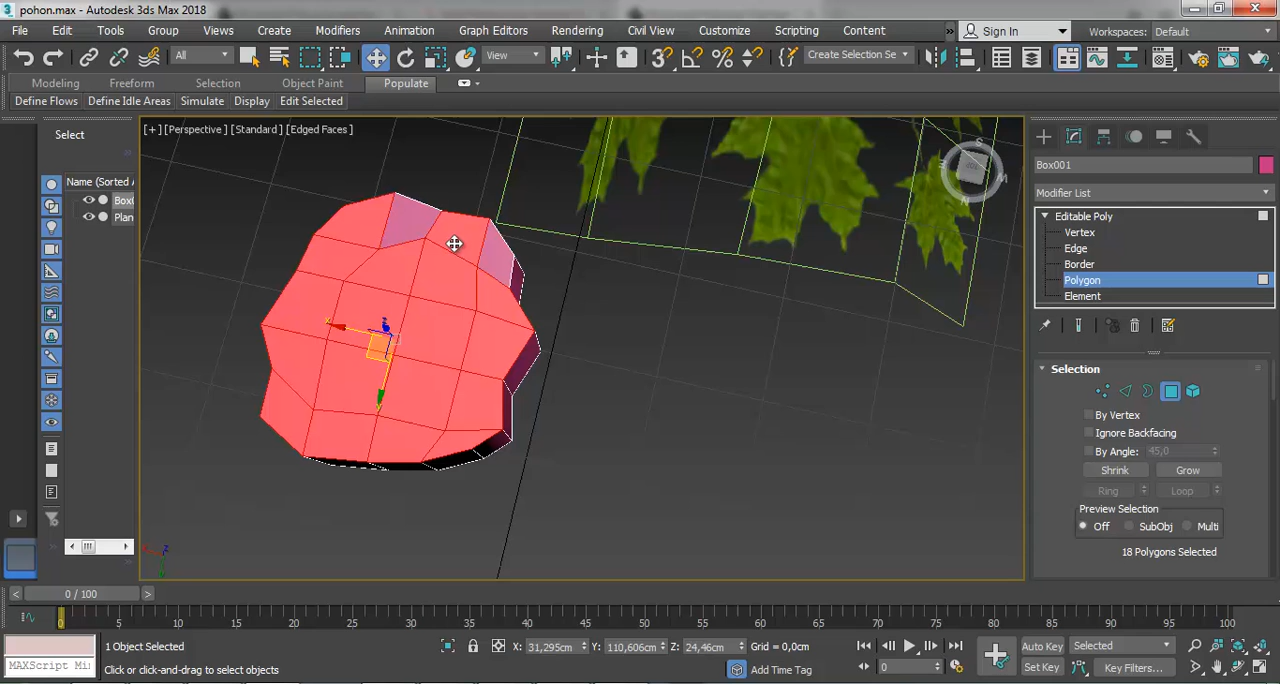 pohon.max - Autodesk 3ds Max 2018
File Edit Tools Group Views Create Modifiers Animation Graph Editors Rendering Civil View Customize Scripting Content » Sign In Workspaces: Default
All View Create Selection Se
Modeling Freeform Selection Object Paint Populate
Define Flows Define Idle Areas Simulate Display Edit Selected
Select
Name (Sorted A
Plan
[+] [Perspective] [Standard] [Edged Faces]
Box001
Modifier List
Editable Poly
Vertex
Edge
Border
Polygon
Element
Selection
By Vertex
Ignore Backfacing
By Angle: 45,0
Shrink Grow
Ring Loop
Preview Selection
Off SubObj Multi
18 Polygons Selected
< 0 / 100 >
0 5 10 15 20 25 30 35 40 45 50 55 60 65 70 75 80 85 90 95 100
1 Object Selected X: 31,295cm Y: 110,606cm Z: 24,46cm Grid = 0,0cm Auto Key Selected
MAXScript Mi Click or click-and-drag to select objects Add Time Tag 0 Set Key Key Filters...